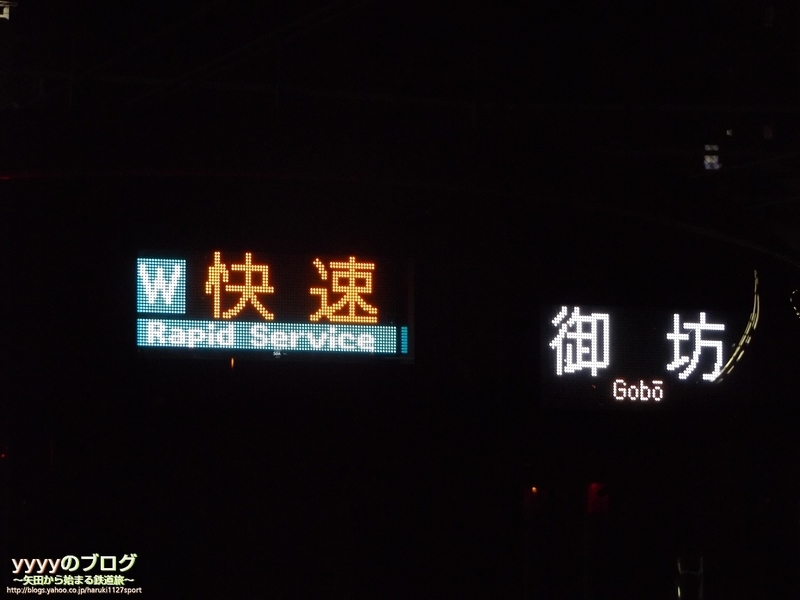 W 快速
Rapid Service
御坊
Gobō
yyyyのブログ
～矢田から始まる鉄道旅～
http://blogs.yahoo.co.jp/haruki1127sport